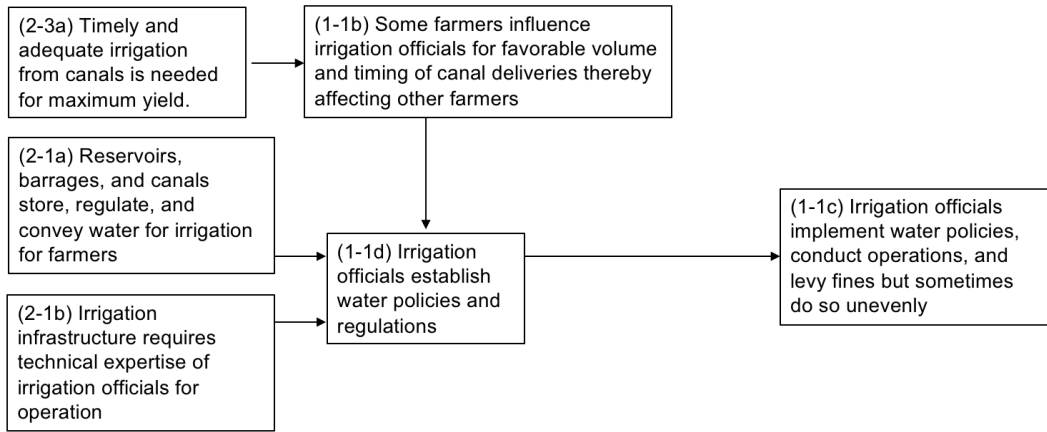 (2-3a) Timely and
adequate irrigation
from canals is needed
for maximum yield.
(1-1b) Some farmers influence
irrigation officials for favorable volume
and timing of canal deliveries thereby
affecting other farmers
(2-1a) Reservoirs,
barrages, and canals
store, regulate, and
convey water for irrigation
for farmers
(2-1b) Irrigation
infrastructure requires
technical expertise of
irrigation officials for
operation
(1-1d) Irrigation
officials establish
water policies and
regulations
(1-1c) Irrigation officials
implement water policies,
conduct operations, and
levy fines but sometimes
do so unevenly